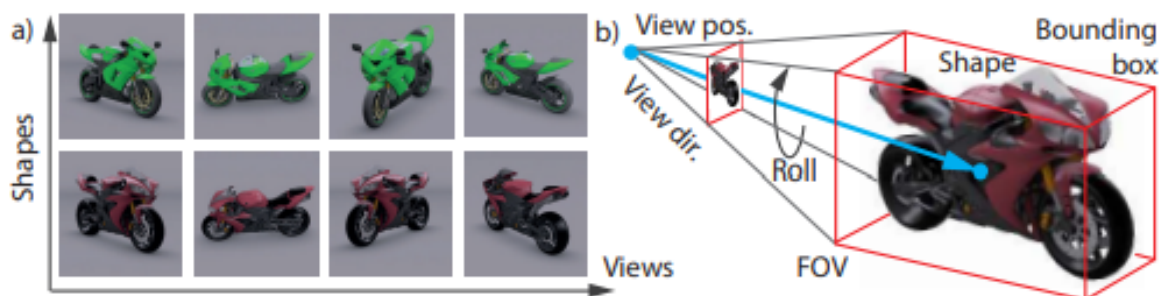 a)
Shapes
Views
b)
View pos.
View dir.
Roll
FOV
Shape
Bounding
box